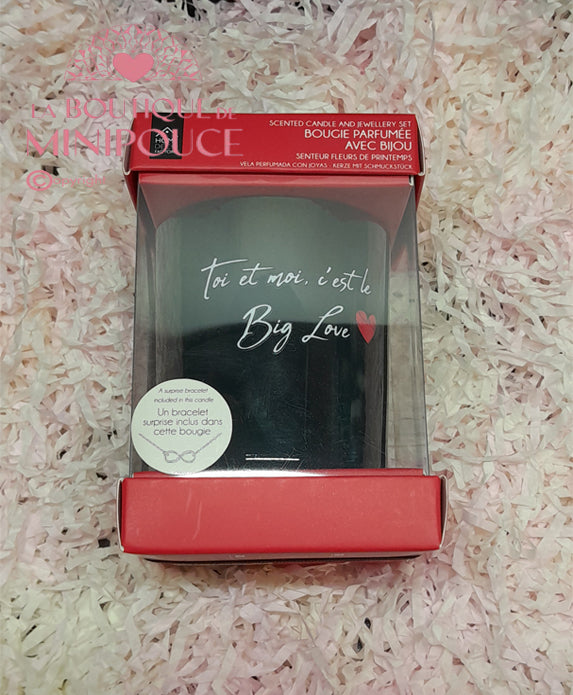 LA BOUTIQUE DE
MINIPOUCE
©
SCENTED CANDLE AND JEWELLERY SET
BOUGIE PARFUMÉE
AVEC BIJOU
SENTEUR FLEURS DE PRINTEMPS
VELA PERFUMADA CON JOYAS - KERZE MIT SCHMUCKSTÜCK
Toi et moi, c'est le
Big Love
A surprise bracelet
included in this candle
Un bracelet
surprise inclus dans
cette bougie